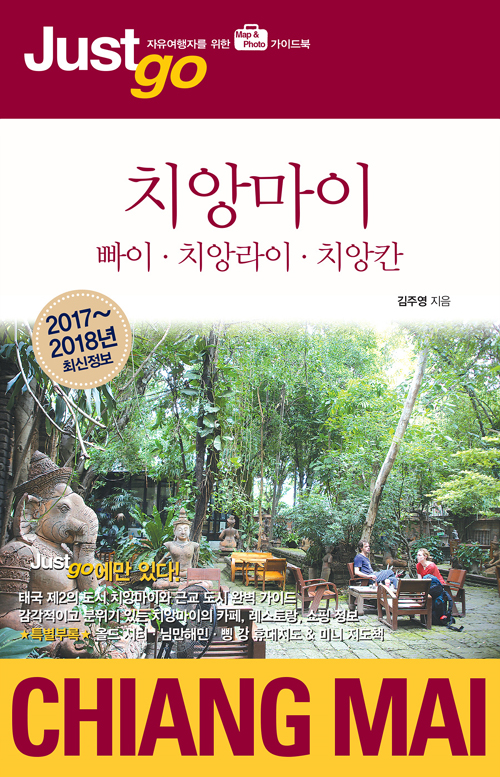 Just go 자유여행자를 위한 Map & Photo 가이드북
치앙마이
빠이 · 치앙라이 · 치앙칸
김주영 지음
2017~
2018년
최신정보
Just go에만 있다!
태국 제2의 도시 치앙마이와 근교 도시 완벽 가이드
감각적이고 분위기 있는 치앙마이의 카페, 레스토랑, 쇼핑 정보
★특별부록★ 올드 시티 · 님만해민 · 삥 강 휴대지도 & 미니 지도책
CHIANG MAI